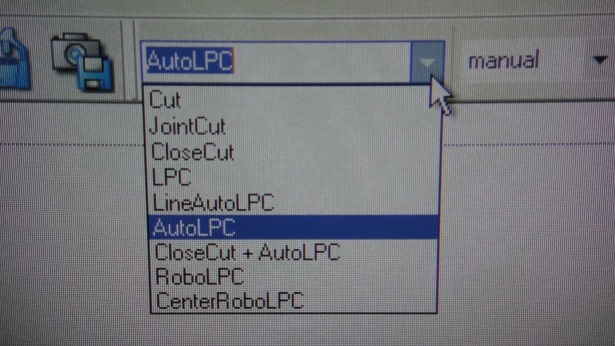 AutoLPC
manual
Cut
JointCut
CloseCut
LPC
LineAutoLPC
AutoLPC
CloseCut + AutoLPC
RoboLPC
CenterRoboLPC